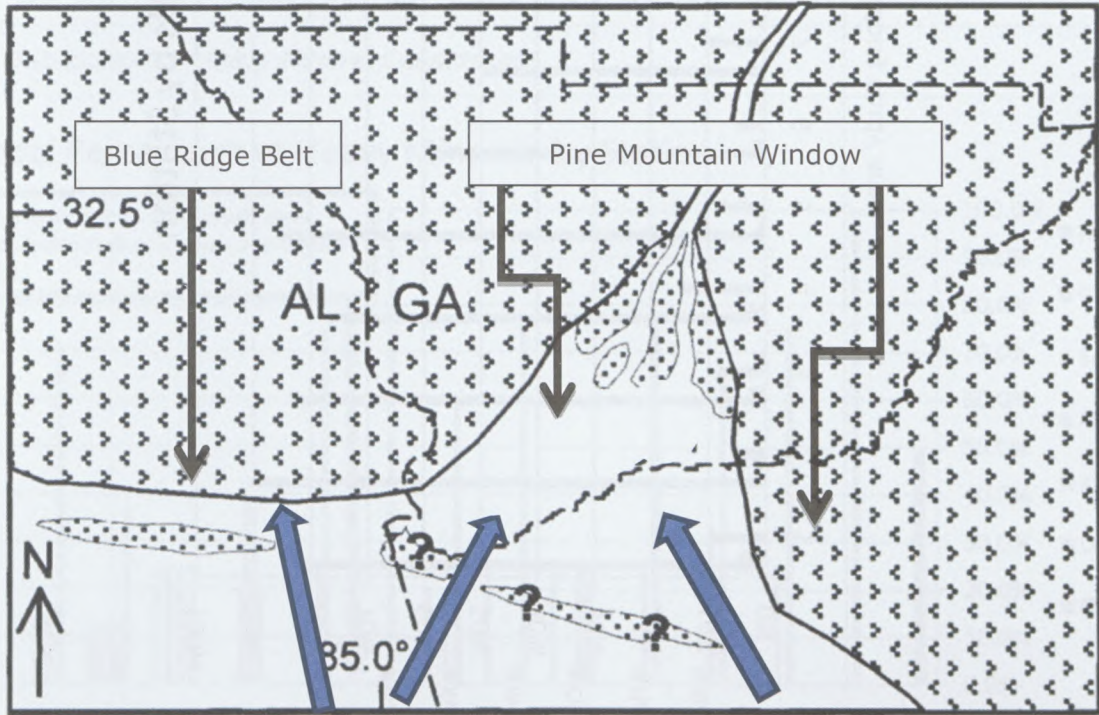 Blue Ridge Belt
Pine Mountain Window
32.5°
AL GA
?
?
?
N
85.0°